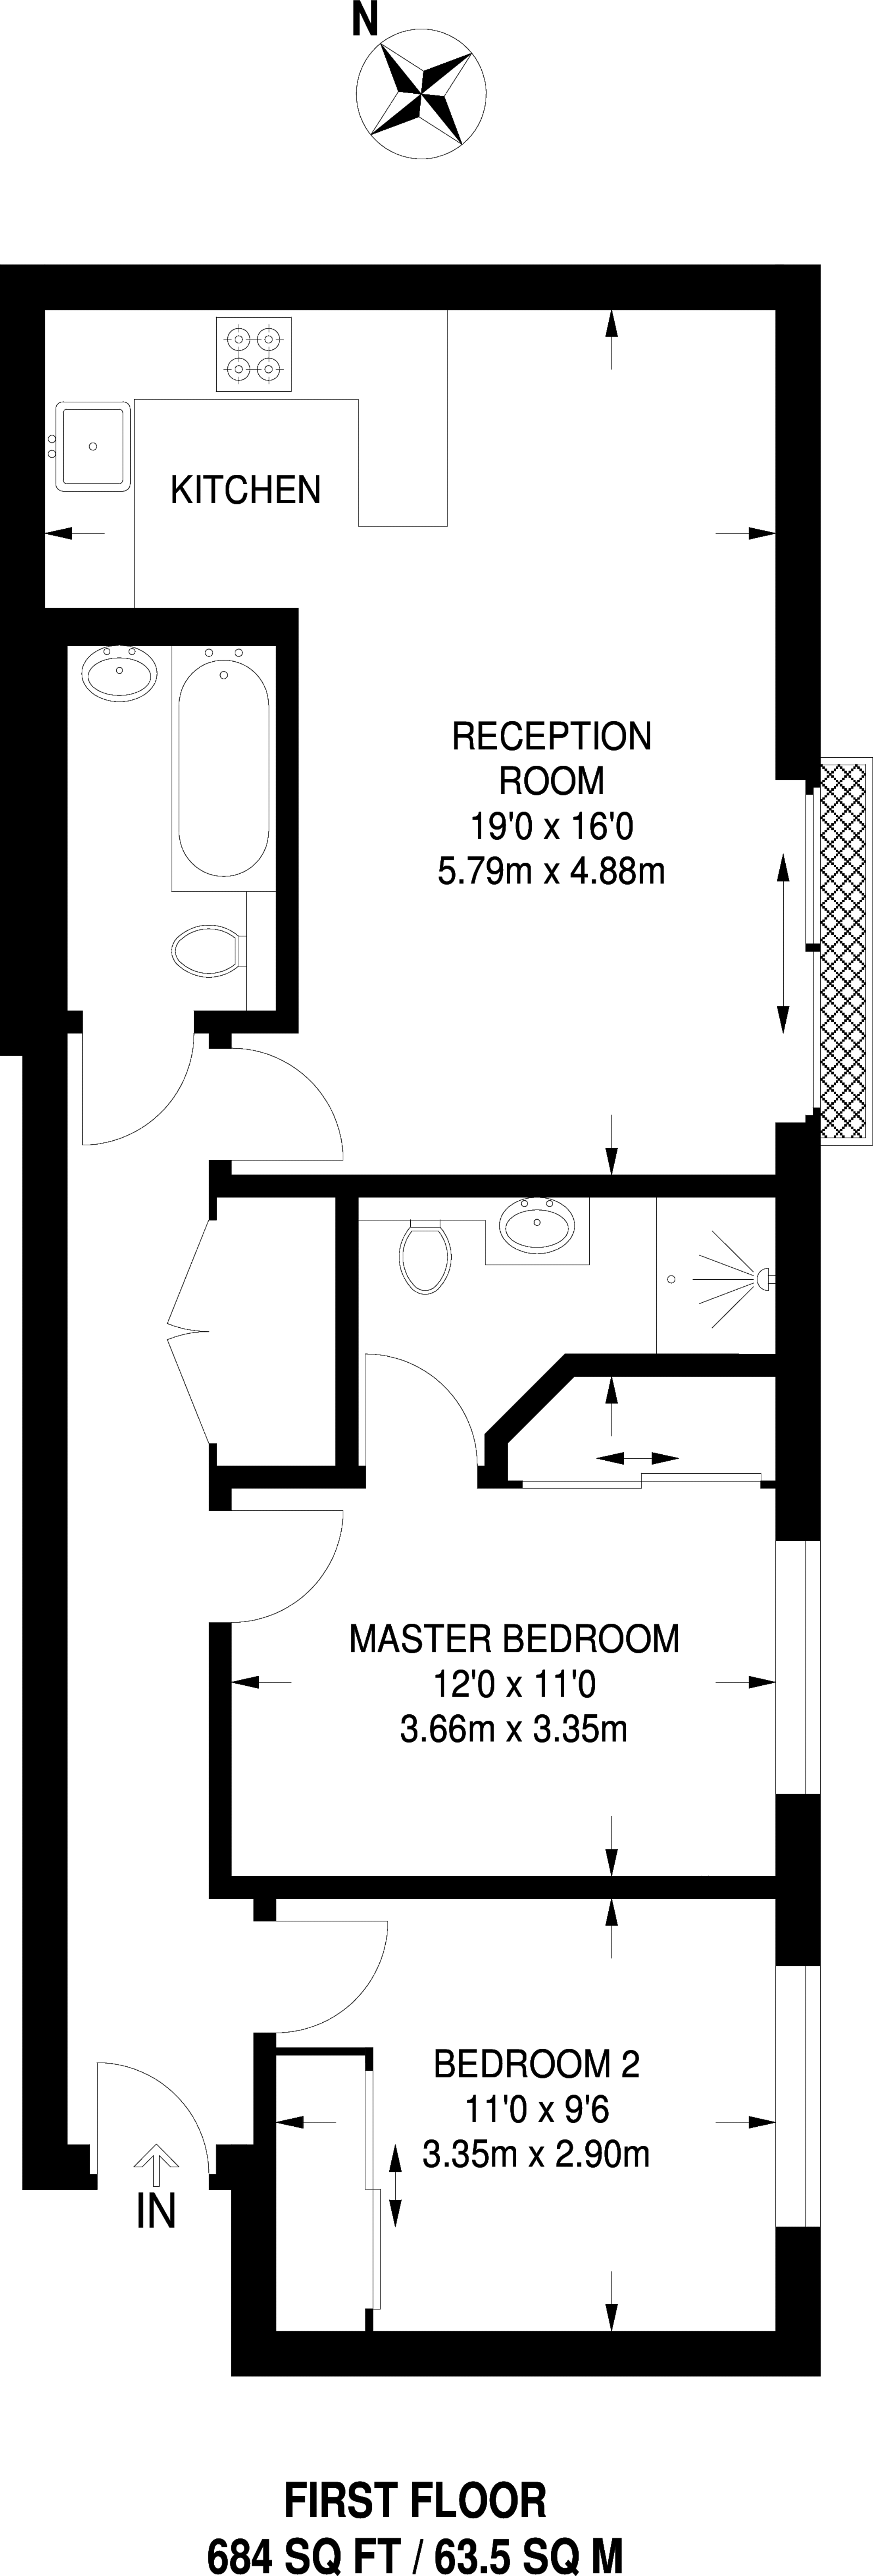 N
KITCHEN
RECEPTION
ROOM
19'0 x 16'0
5.79m x 4.88m
MASTER BEDROOM
12'0 x 11'0
3.66m x 3.35m
BEDROOM 2
11'0 x 9'6
3.35m x 2.90m
IN
FIRST FLOOR
684 SQ FT / 63.5 SQ M